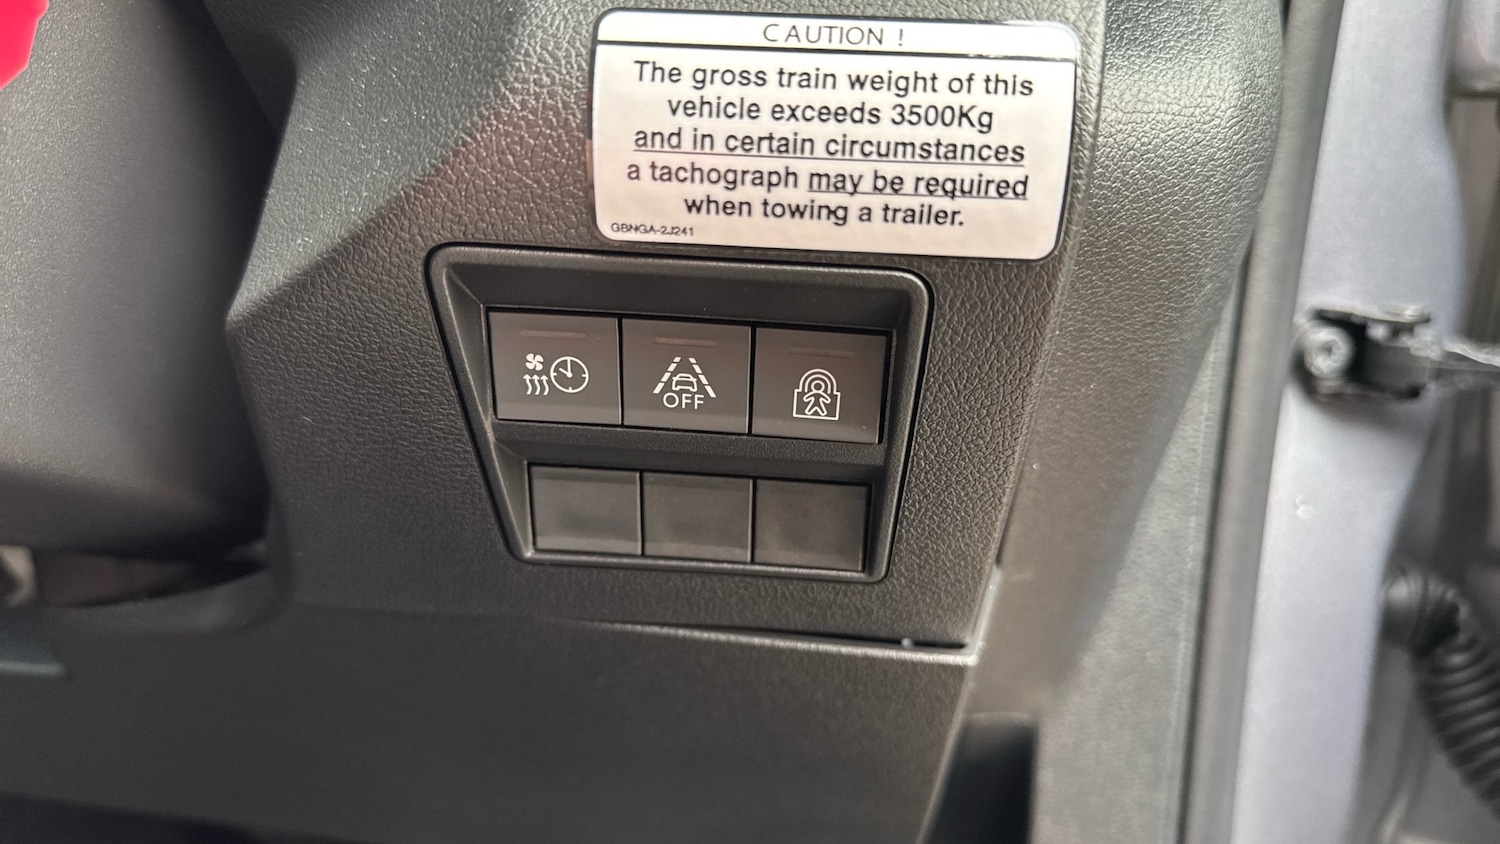 CAUTION !
The gross train weight of this
vehicle exceeds 3500Kg
and in certain circumstances
a tachograph may be required
when towing a trailer.
GBNGA-2J241
OFF